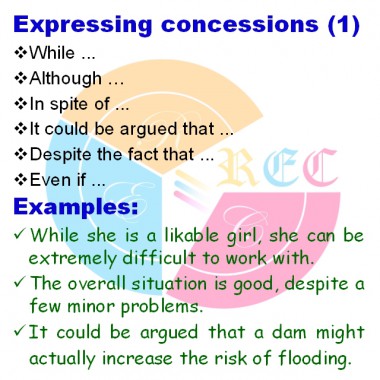 Expressing concessions (1)
❖While ...
❖Although ...
❖In spite of ...
❖It could be argued that ...
❖Despite the fact that ...
❖Even if ...
REC
Examples:
✓While she is a likable girl, she can be
extremely difficult to work with.
✓The overall situation is good, despite a
few minor problems.
✓It could be argued that a dam might
actually increase the risk of flooding.